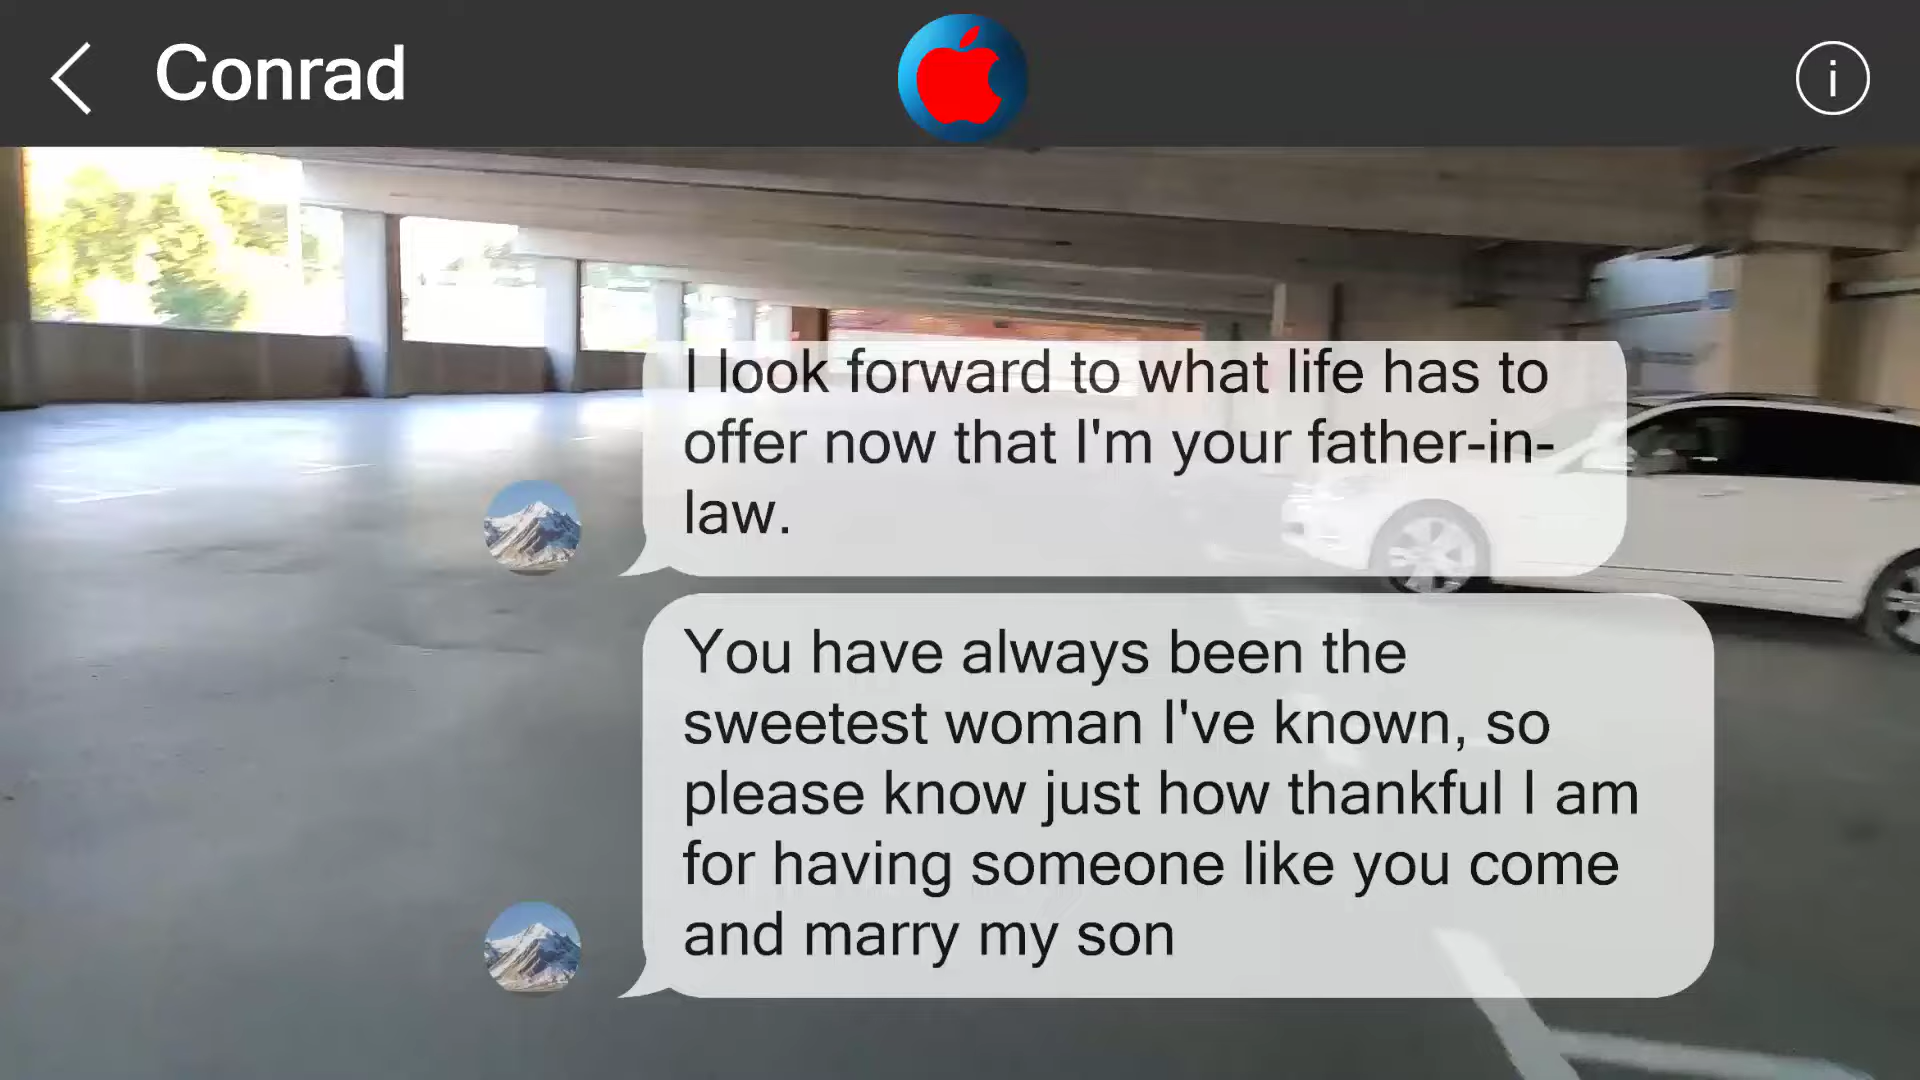 Conrad
i
I look forward to what life has to
offer now that I'm your father-in-
law.
You have always been the
sweetest woman I've known, so
please know just how thankful I am
for having someone like you come
and marry my son